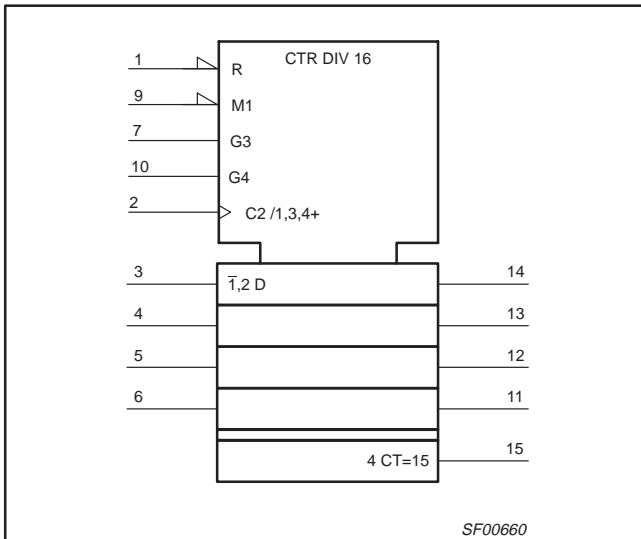 CTR DIV 16
1 R
9 M1
7 G3
10 G4
2 C2 /1,3,4+
3 1̅,2 D 14
4 13
5 12
6 11
4 CT=15 15
SF00660